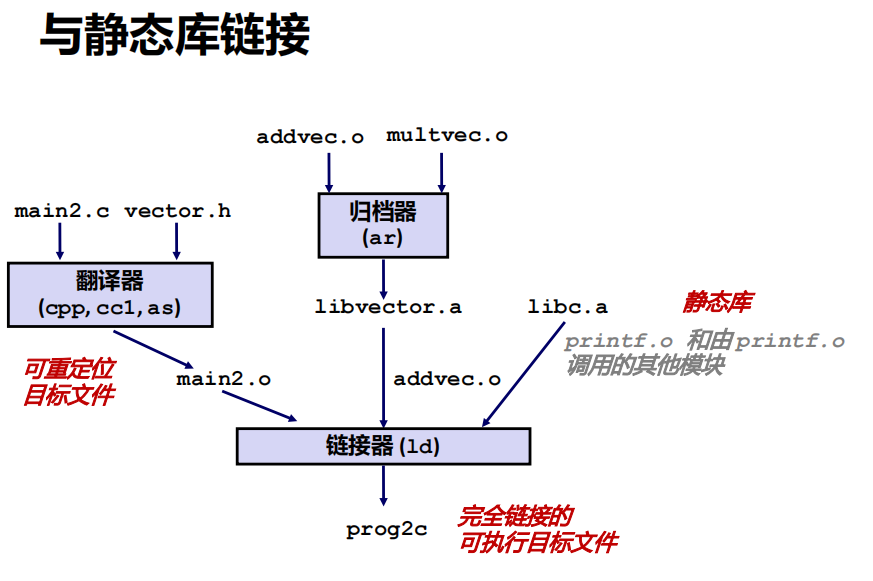 与静态库链接
addvec.o multvec.o
main2.c vector.h
归档器
(ar)
翻译器
(cpp,cc1,as)
libvector.a
libc.a
静态库
printf.o 和由printf.o
调用的其他模块
可重定位
目标文件
main2.o
addvec.o
链接器 (ld)
prog2c
完全链接的
可执行目标文件